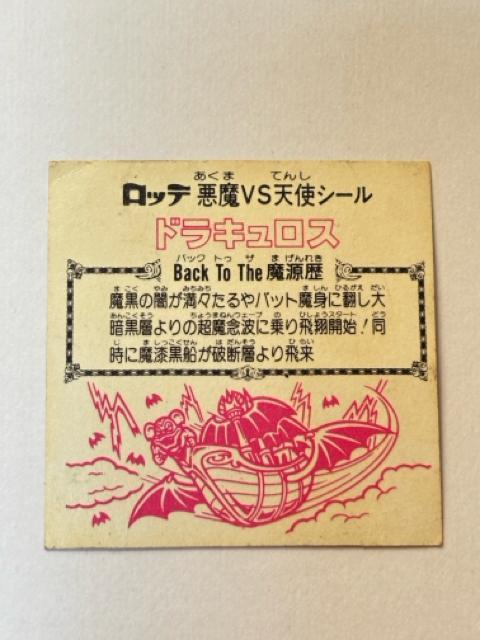 あくま てんし
ロッテ 悪魔VS天使シール
ドラキュロス
バック トゥ ザ まげんれき
Back To The 魔源歴
まこく やみ みちみち ましん ひるがえ だい
魔黒の闇が満々たるやバット魔身に翻し大
あんこくそう ちょうまねんウェーブ の ひしょうスタート どう
暗黒層よりの超魔念波に乗り飛翔開始!同
じ ましっこくせん はだんそう ひらい
時に魔漆黒船が破断層より飛来